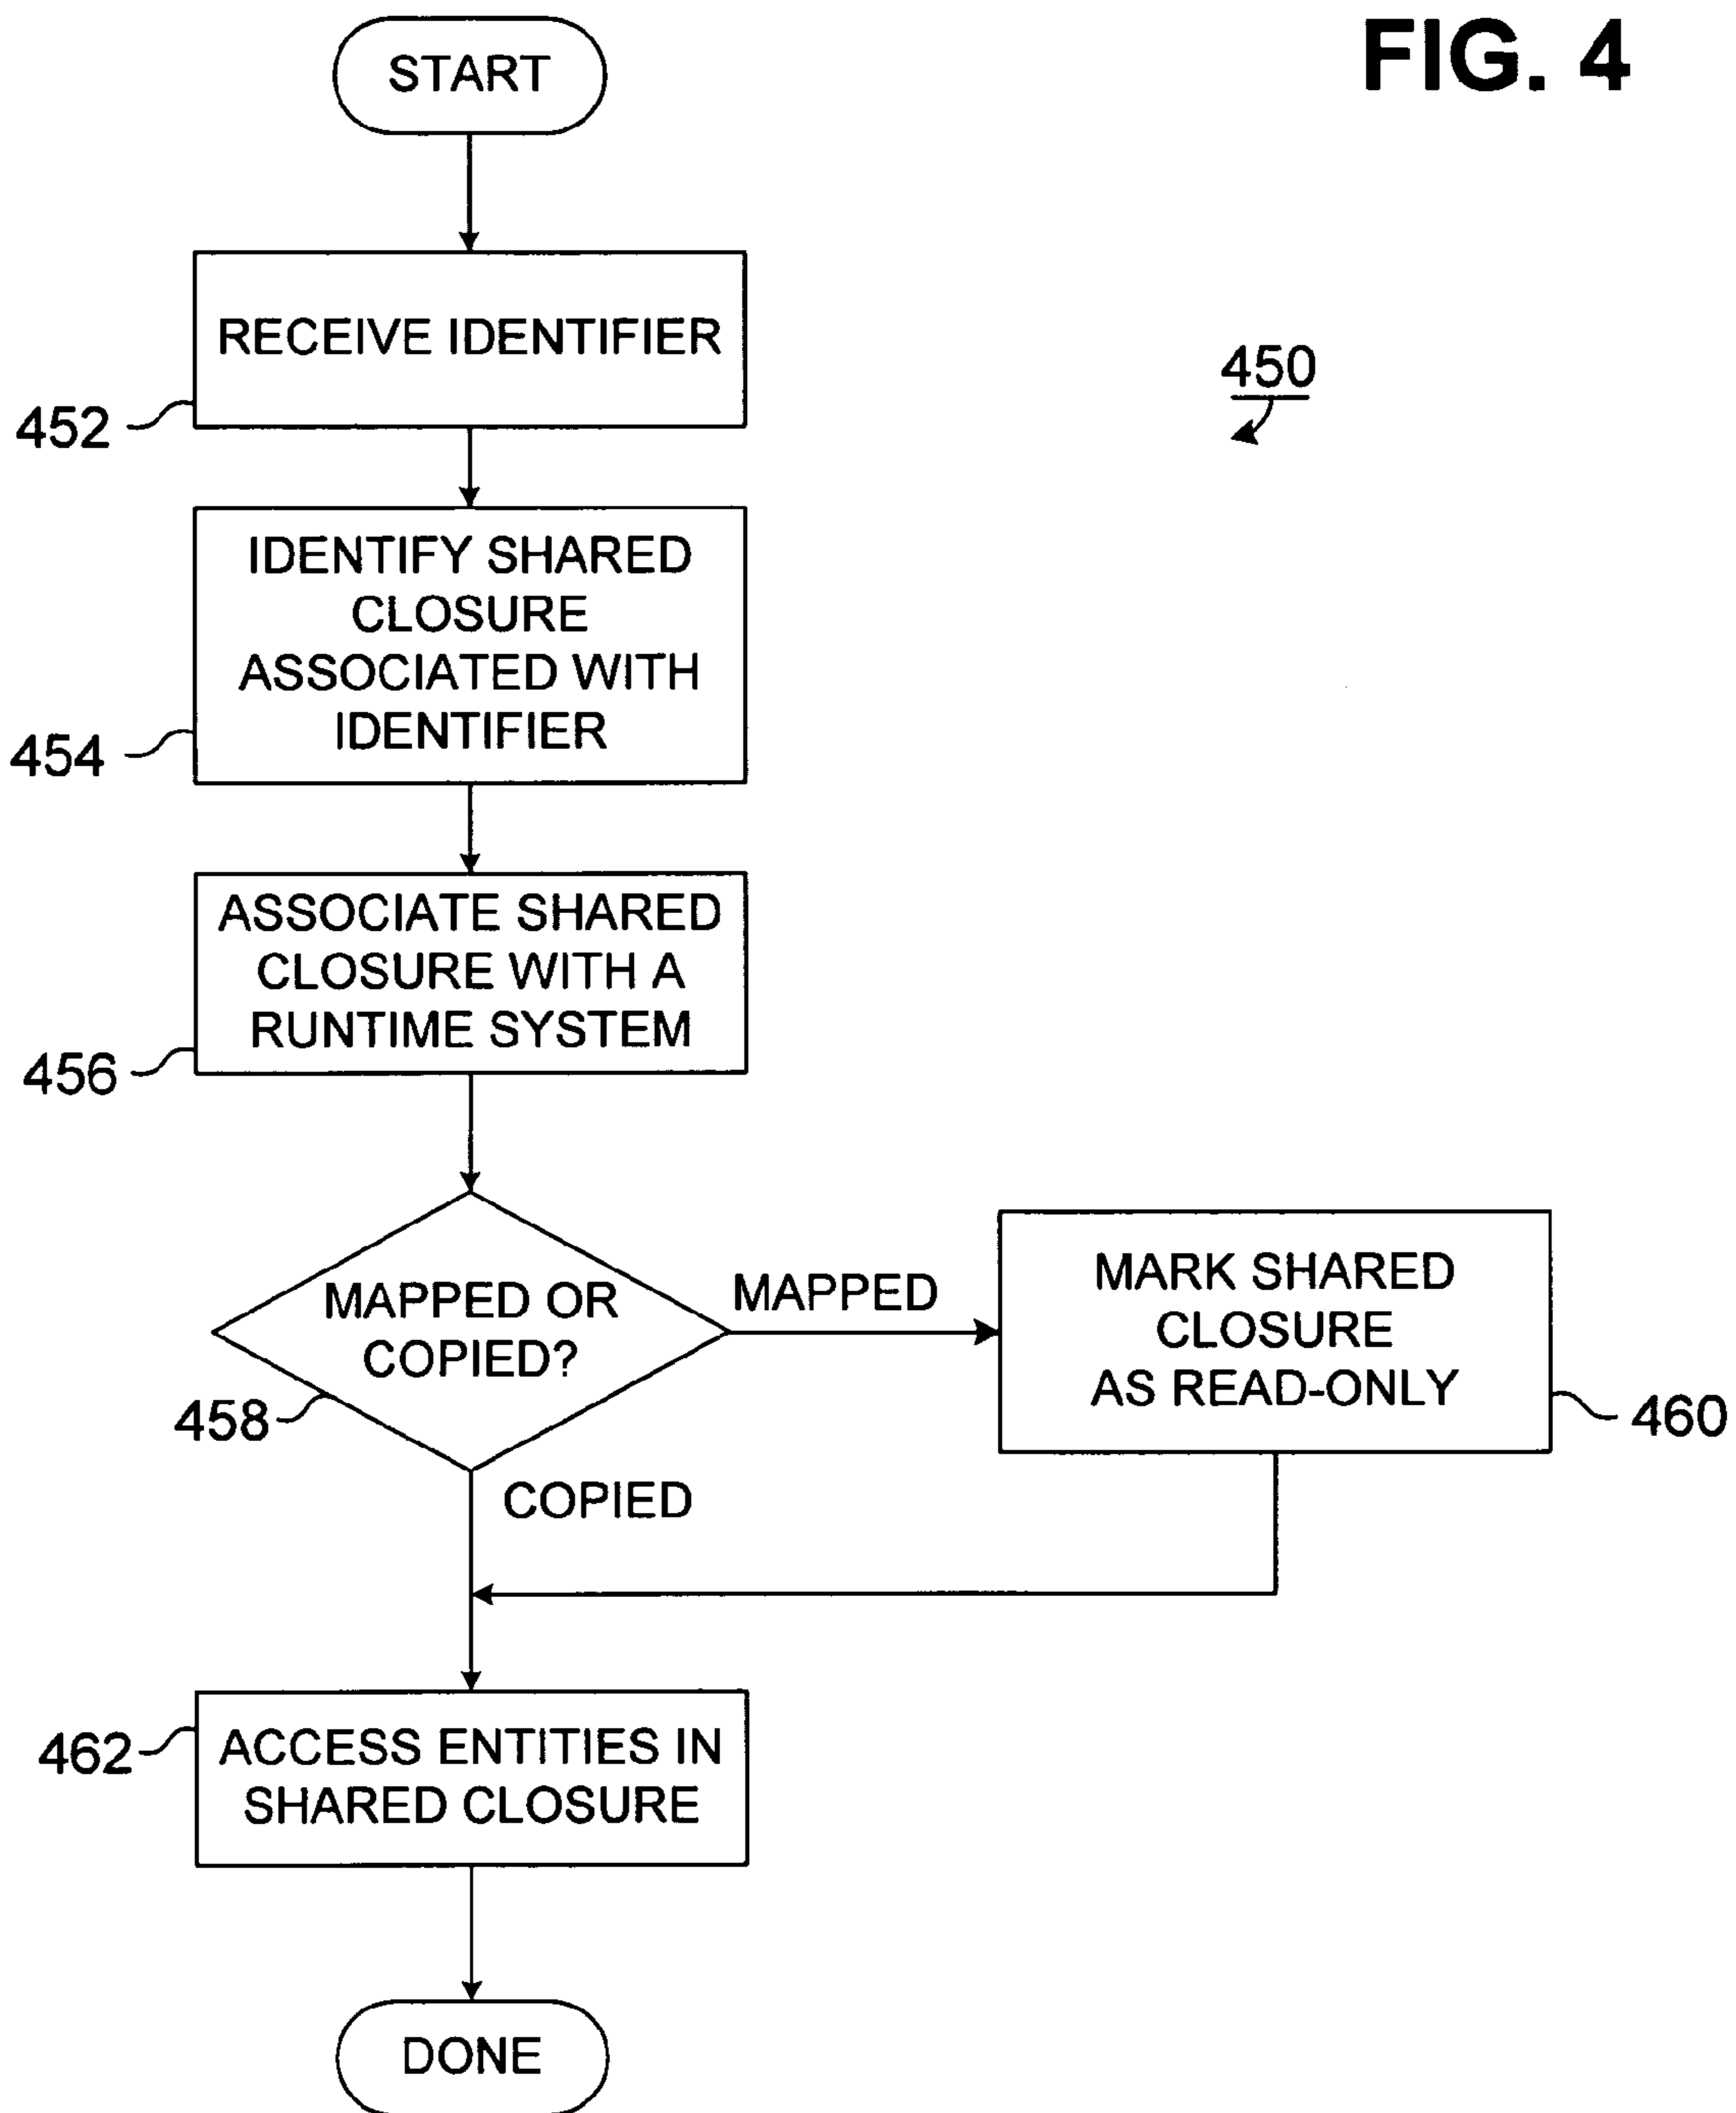 FIG. 4
START
RECEIVE IDENTIFIER
452
450
IDENTIFY SHARED
CLOSURE
ASSOCIATED WITH
IDENTIFIER
454
ASSOCIATE SHARED
CLOSURE WITH A
RUNTIME SYSTEM
456
MAPPED OR
COPIED?
458
MAPPED
MARK SHARED
CLOSURE
AS READ-ONLY
460
COPIED
462
ACCESS ENTITIES IN
SHARED CLOSURE
DONE